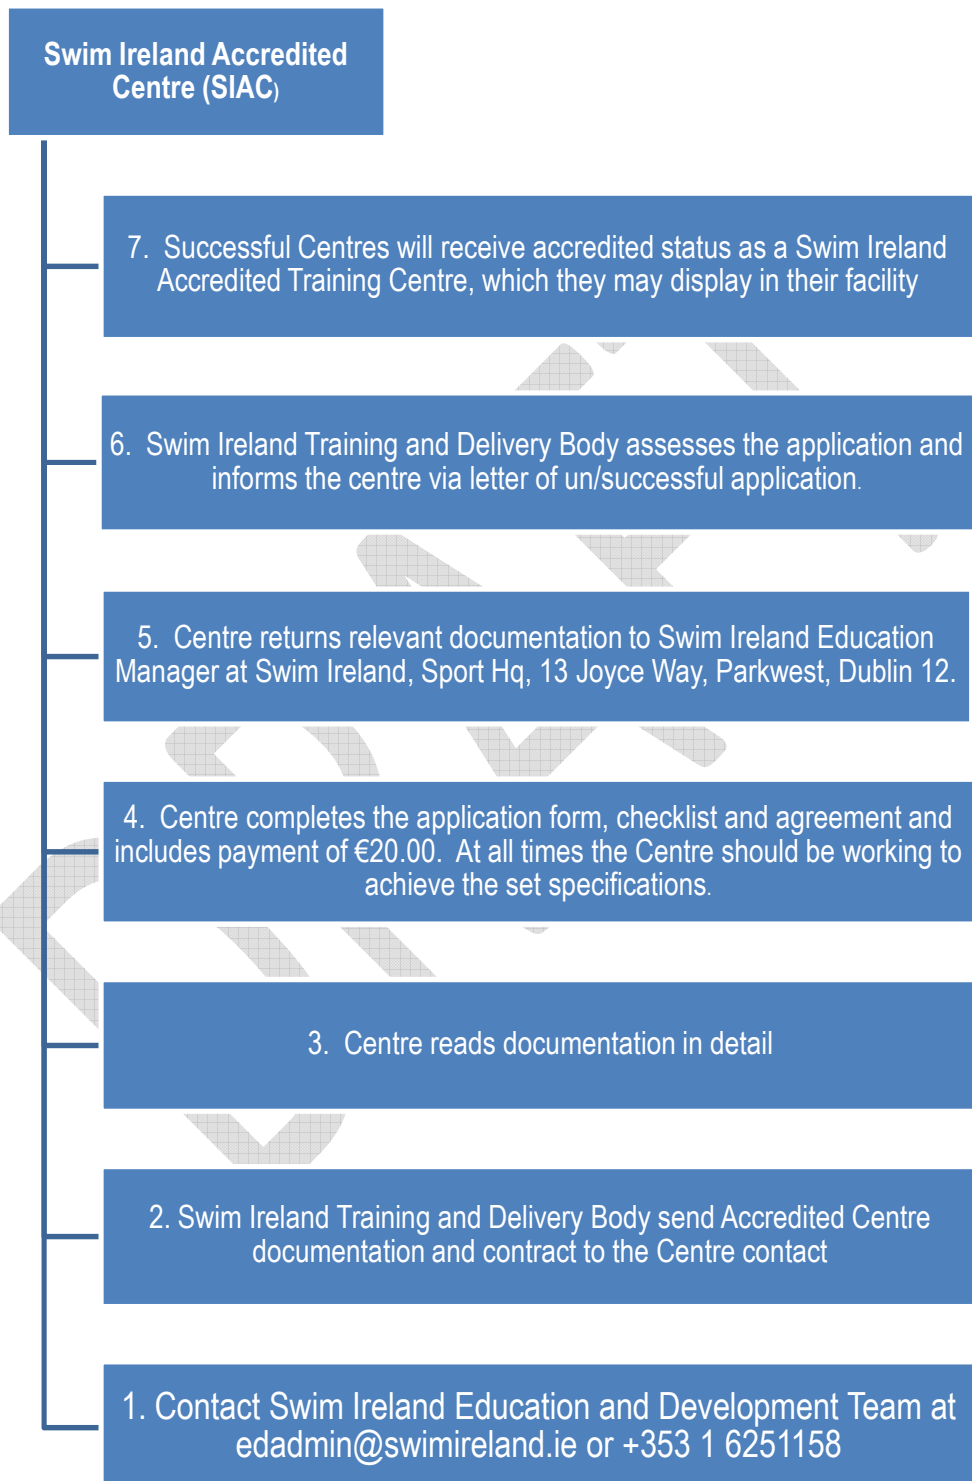 Swim Ireland Accredited
Centre (SIAC)
7. Successful Centres will receive accredited status as a Swim Ireland
Accredited Training Centre, which they may display in their facility
6. Swim Ireland Training and Delivery Body assesses the application and
informs the centre via letter of un/successful application.
5. Centre returns relevant documentation to Swim Ireland Education
Manager at Swim Ireland, Sport Hq, 13 Joyce Way, Parkwest, Dublin 12.
4. Centre completes the application form, checklist and agreement and
includes payment of €20.00. At all times the Centre should be working to
achieve the set specifications.
3. Centre reads documentation in detail
2. Swim Ireland Training and Delivery Body send Accredited Centre
documentation and contract to the Centre contact
1. Contact Swim Ireland Education and Development Team at
edadmin@swimireland.ie or +353 1 6251158